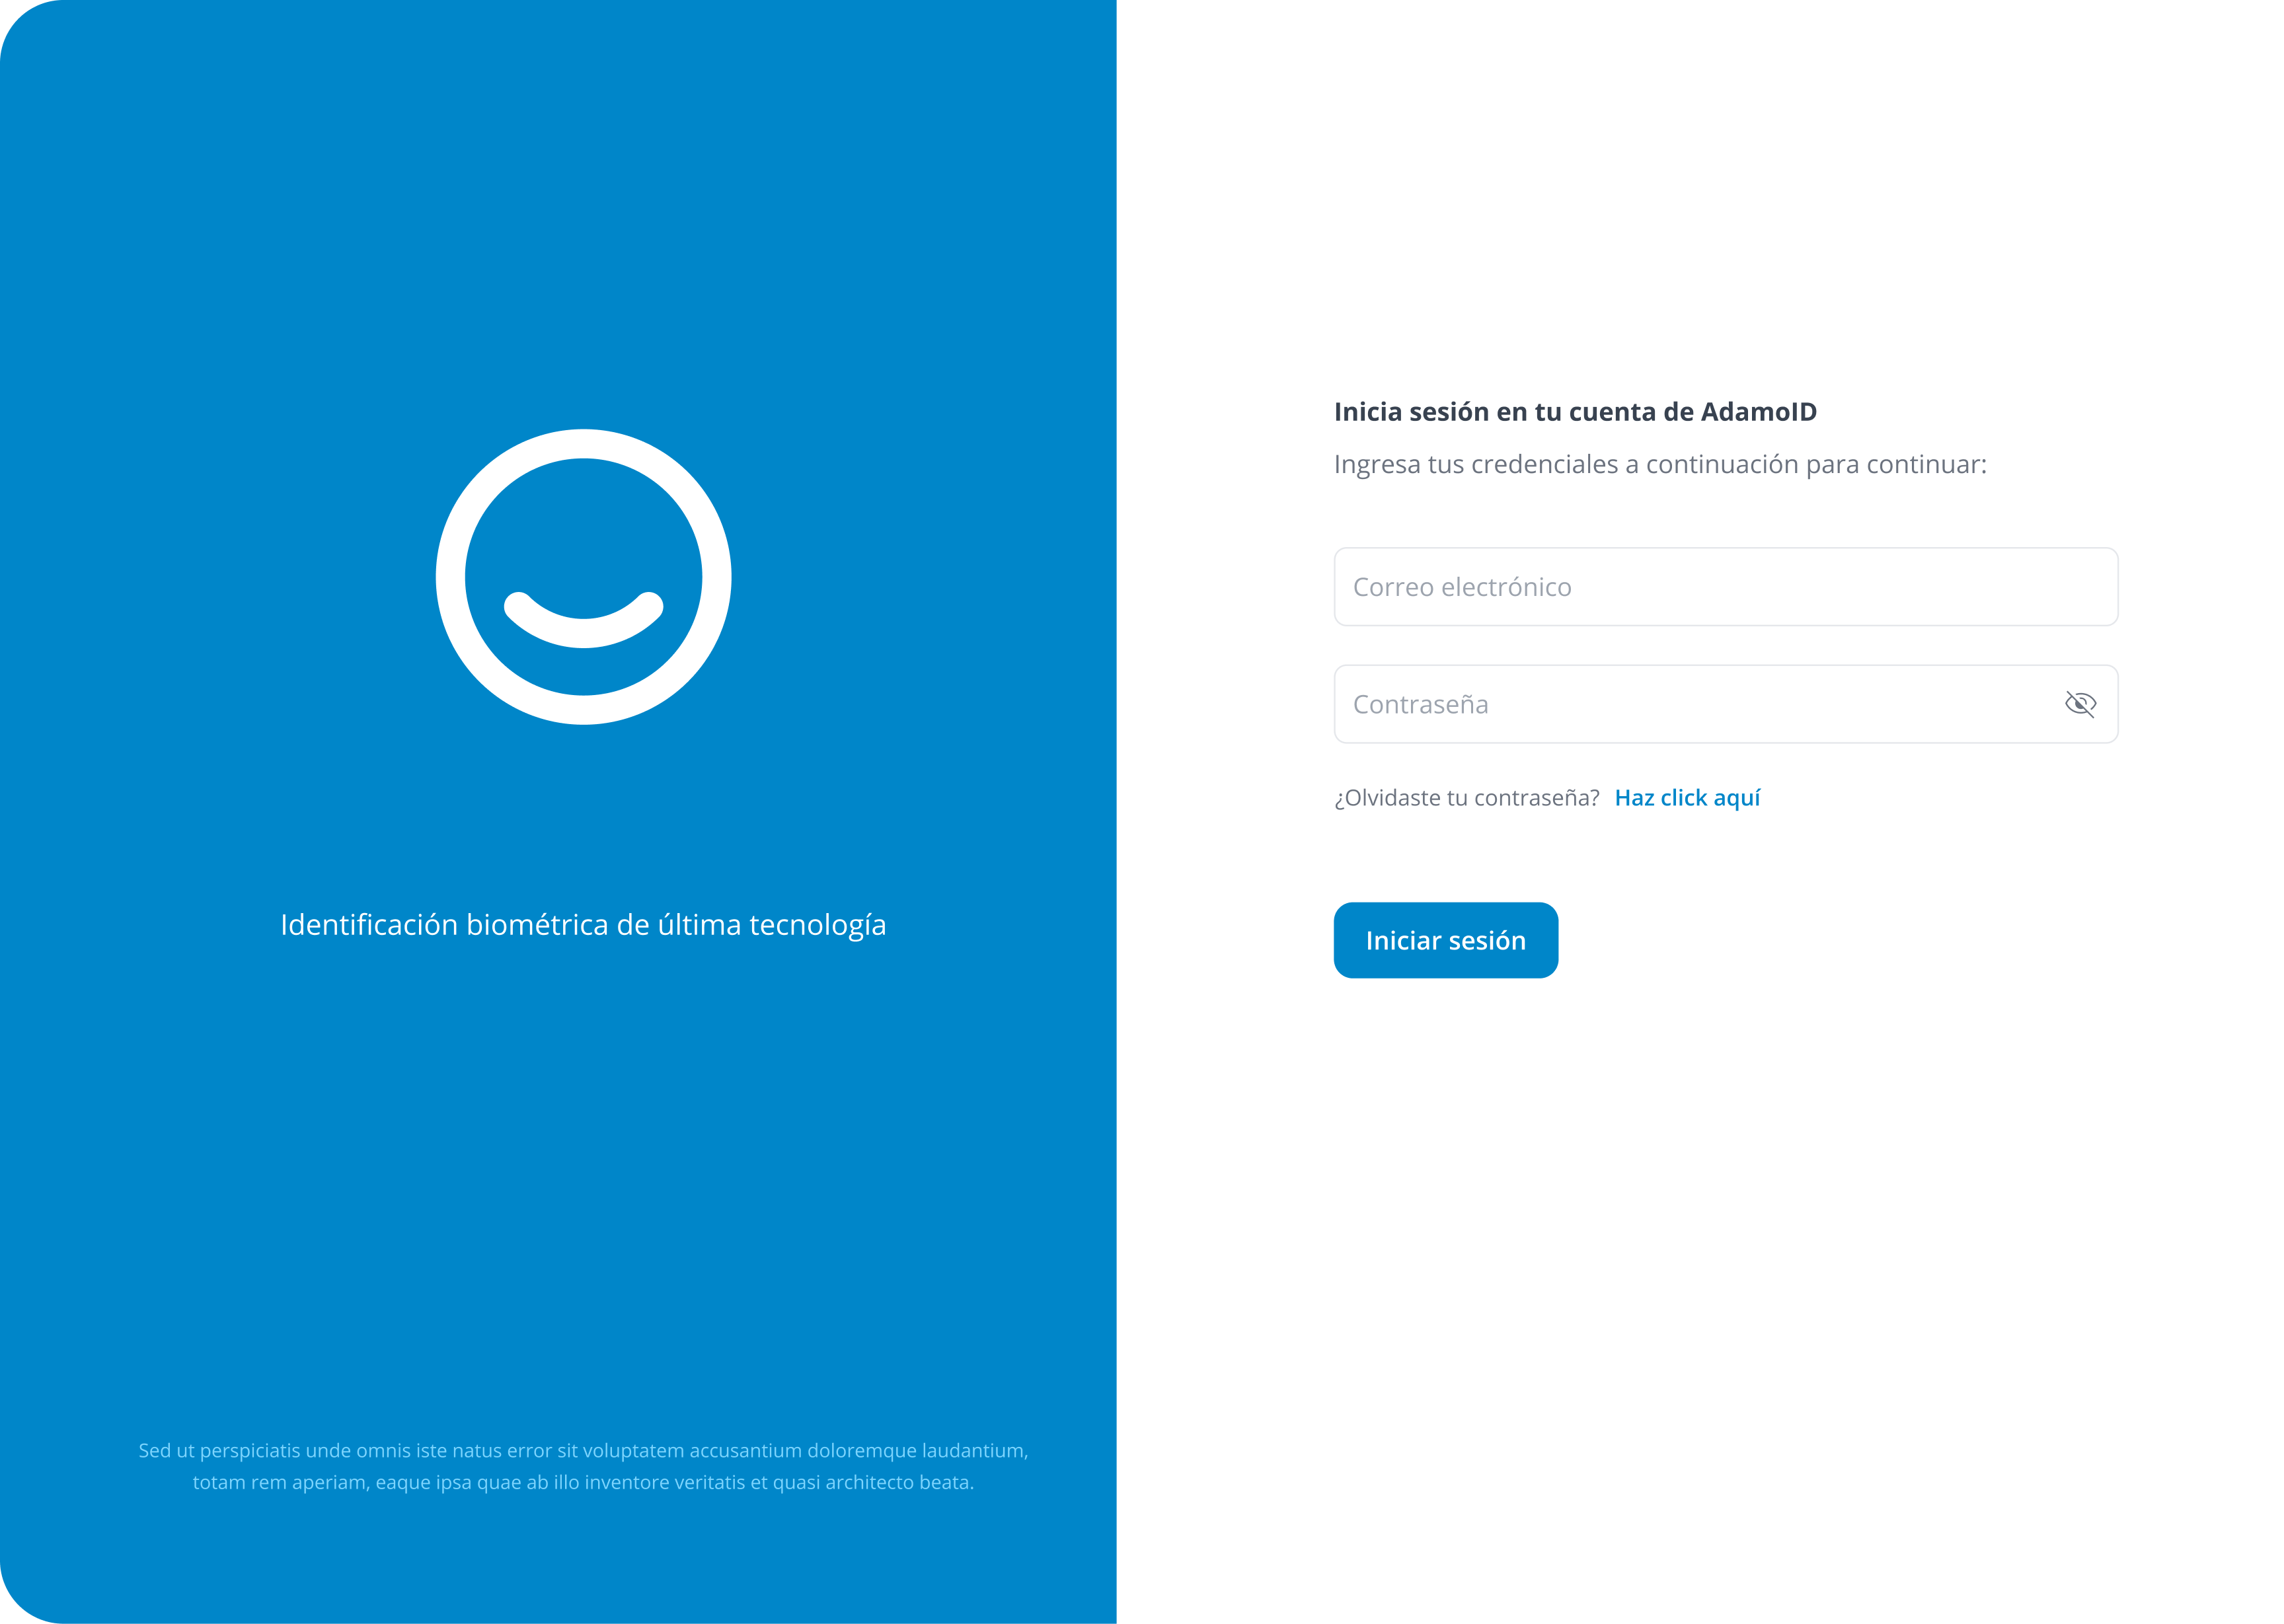 Identificación biométrica de última tecnología
Sed ut perspiciatis unde omnis iste natus error sit voluptatem accusantium doloremque laudantium,
totam rem aperiam, eaque ipsa quae ab illo inventore veritatis et quasi architecto beata.
Inicia sesión en tu cuenta de AdamoID
Ingresa tus credenciales a continuación para continuar:
Correo electrónico
Contraseña
¿Olvidaste tu contraseña? Haz click aquí
Iniciar sesión